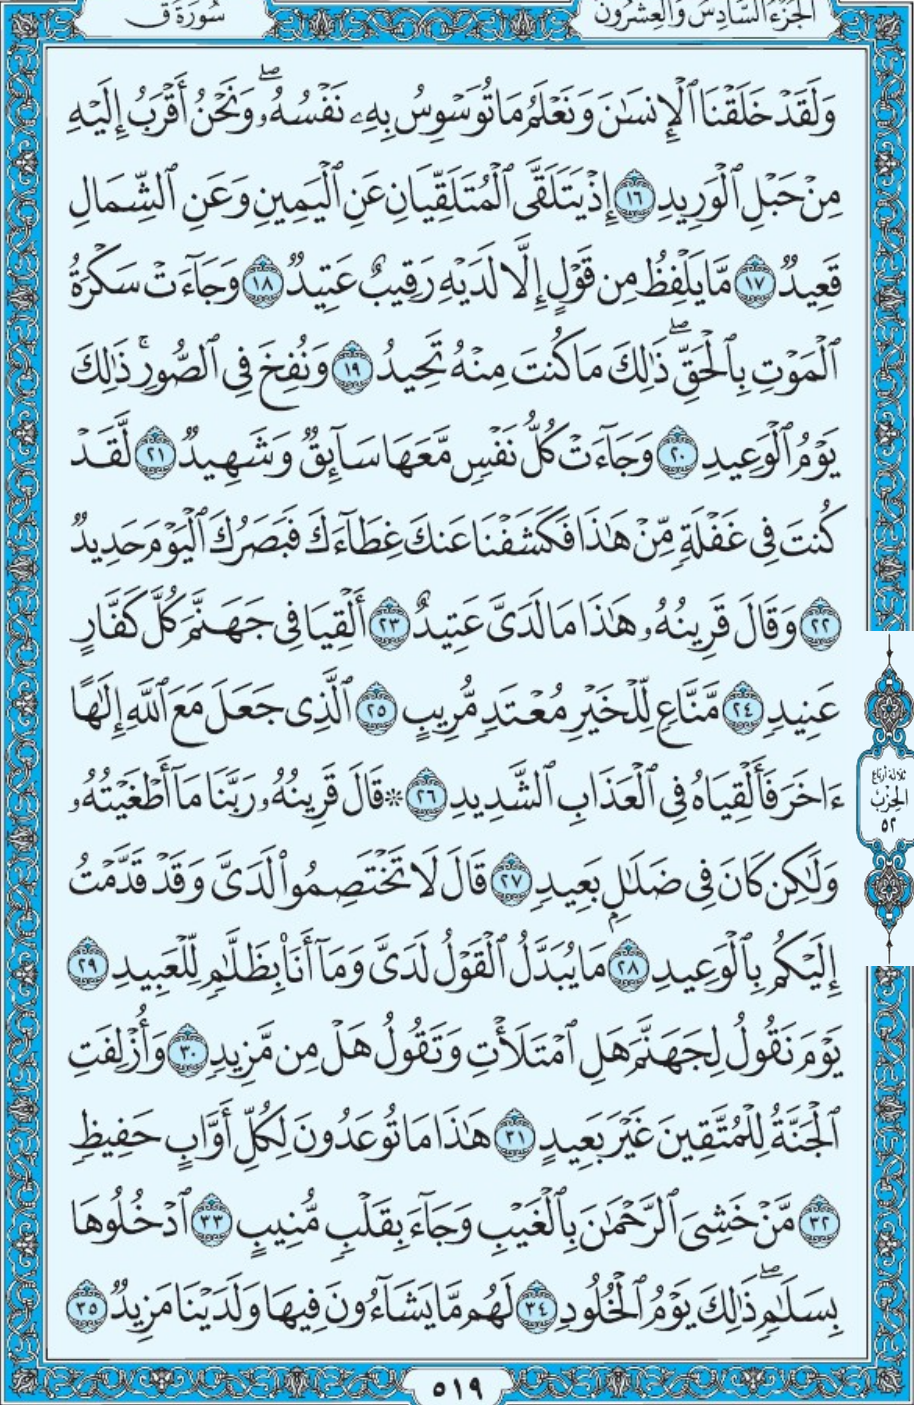 سُورَةُ قٓ
الجُزْءُ السَّادِسُ وَالعِشْرُونَ
وَلَقَدْ خَلَقْنَا ٱلْإِنسَٰنَ وَنَعْلَمُ مَا تُوَسْوِسُ بِهِۦ نَفْسُهُۥۖ وَنَحْنُ أَقْرَبُ إِلَيْهِ
مِنْ حَبْلِ ٱلْوَرِيدِ ١٦ إِذْ يَتَلَقَّى ٱلْمُتَلَقِّيَانِ عَنِ ٱلْيَمِينِ وَعَنِ ٱلشِّمَالِ
قَعِيدٌ ١٧ مَّا يَلْفِظُ مِن قَوْلٍ إِلَّا لَدَيْهِ رَقِيبٌ عَتِيدٌ ١٨ وَجَآءَتْ سَكْرَةُ
ٱلْمَوْتِ بِٱلْحَقِّۖ ذَٰلِكَ مَا كُنتَ مِنْهُ تَحِيدُ ١٩ وَنُفِخَ فِى ٱلصُّورِۚ ذَٰلِكَ
يَوْمُ ٱلْوَعِيدِ ٢٠ وَجَآءَتْ كُلُّ نَفْسٍ مَّعَهَا سَآئِقٌ وَشَهِيدٌ ٢١ لَّقَدْ
كُنتَ فِى غَفْلَةٍ مِّنْ هَٰذَا فَكَشَفْنَا عَنكَ غِطَآءَكَ فَبَصَرُكَ ٱلْيَوْمَ حَدِيدٌ
٢٢ وَقَالَ قَرِينُهُۥ هَٰذَا مَا لَدَىَّ عَتِيدٌ ٢٣ أَلْقِيَا فِى جَهَنَّمَ كُلَّ كَفَّارٍ
عَنِيدٍ ٢٤ مَّنَّاعٍ لِّلْخَيْرِ مُعْتَدٍ مُّرِيبٍ ٢٥ ٱلَّذِى جَعَلَ مَعَ ٱللَّهِ إِلَٰهًا
ءَاخَرَ فَأَلْقِيَاهُ فِى ٱلْعَذَابِ ٱلشَّدِيدِ ٢٦ ۞ قَالَ قَرِينُهُۥ رَبَّنَا مَآ أَطْغَيْتُهُۥ
وَلَٰكِن كَانَ فِى ضَلَٰلٍۭ بَعِيدٍ ٢٧ قَالَ لَا تَخْتَصِمُوا۟ لَدَىَّ وَقَدْ قَدَّمْتُ
إِلَيْكُم بِٱلْوَعِيدِ ٢٨ مَا يُبَدَّلُ ٱلْقَوْلُ لَدَىَّ وَمَآ أَنَا۠ بِظَلَّٰمٍ لِّلْعَبِيدِ ٢٩
يَوْمَ نَقُولُ لِجَهَنَّمَ هَلِ ٱمْتَلَأْتِ وَتَقُولُ هَلْ مِن مَّزِيدٍ ٣٠ وَأُزْلِفَتِ
ٱلْجَنَّةُ لِلْمُتَّقِينَ غَيْرَ بَعِيدٍ ٣١ هَٰذَا مَا تُوعَدُونَ لِكُلِّ أَوَّابٍ حَفِيظٍ
٣٢ مَّنْ خَشِىَ ٱلرَّحْمَٰنَ بِٱلْغَيْبِ وَجَآءَ بِقَلْبٍ مُّنِيبٍ ٣٣ ٱدْخُلُوهَا
بِسَلَٰمٍۖ ذَٰلِكَ يَوْمُ ٱلْخُلُودِ ٣٤ لَهُم مَّا يَشَآءُونَ فِيهَا وَلَدَيْنَا مَزِيدٌ ٣٥
ثلاثة أرباع
الحِزْبِ
٥٢
٥١٩